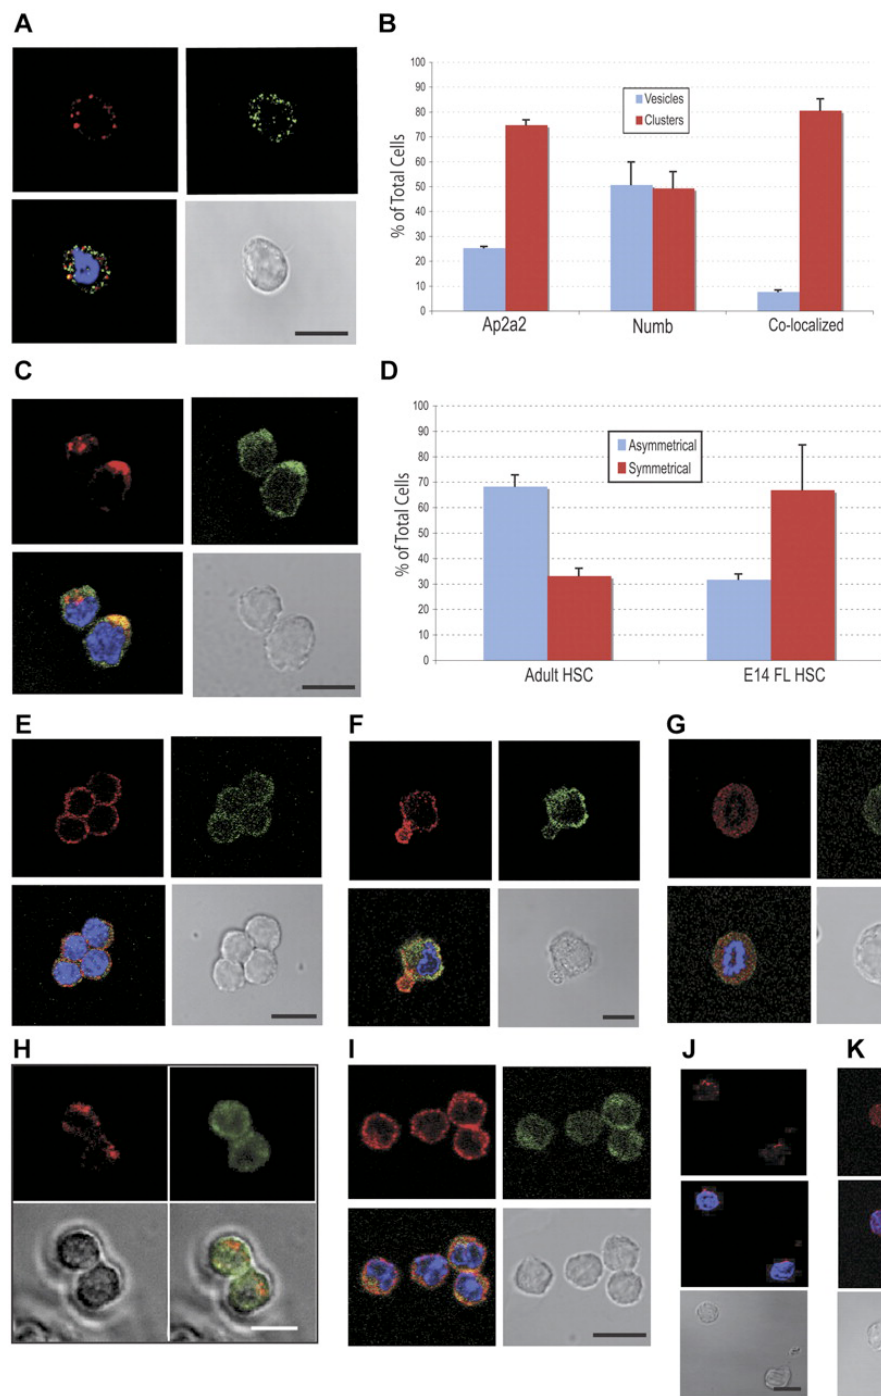 A
B
% of Total Cells
100
90
80
70
60
50
40
30
20
10
0
Vesicles
Clusters
Ap2a2
Numb
Co-localized
C
D
% of Total Cells
100
90
80
70
60
50
40
30
20
10
0
Asymmetrical
Symmetrical
Adult HSC
E14 FL HSC
E
F
G
H
I
J
K